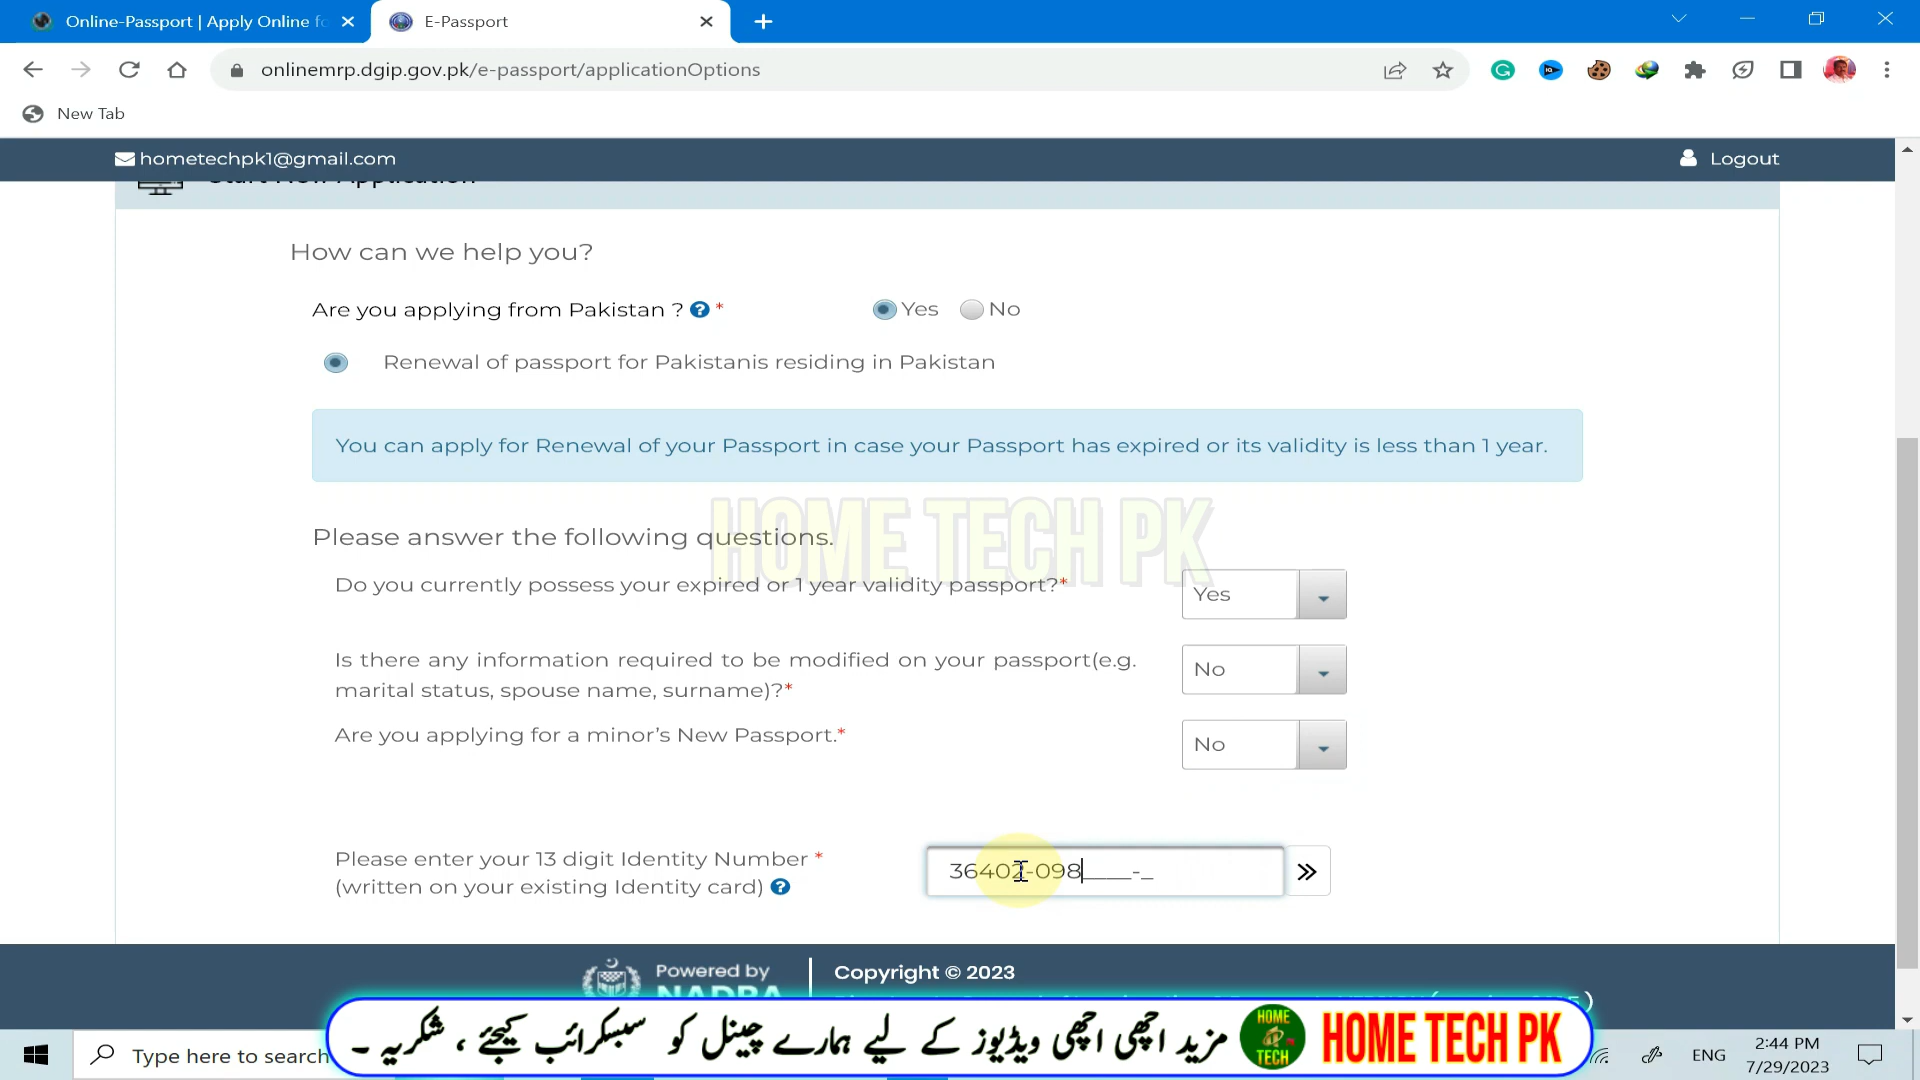 Online-Passport | Apply Online fo
E-Passport
onlinemrp.dgip.gov.pk/e-passport/applicationOptions
New Tab
hometechpk1@gmail.com
Logout
Start New Application
How can we help you?
Are you applying from Pakistan ? *
Yes
No
Renewal of passport for Pakistanis residing in Pakistan
You can apply for Renewal of your Passport in case your Passport has expired or its validity is less than 1 year.
HOME TECH PK
Please answer the following questions.
Do you currently possess your expired or 1 year validity passport?*
Yes
Is there any information required to be modified on your passport(e.g.
marital status, spouse name, surname)?*
No
Are you applying for a minor's New Passport.*
No
Please enter your 13 digit Identity Number *
(written on your existing Identity card)
36402-098____-_
Powered by
NADRA
Copyright © 2023
مزید اچھی اچھی ویڈیوز کے لیے ہمارے چینل کو سبسکرائب کیجئے ، شکریہ ۔
HOME
TECH
HOME TECH PK
Type here to search
ENG
2:44 PM
7/29/2023